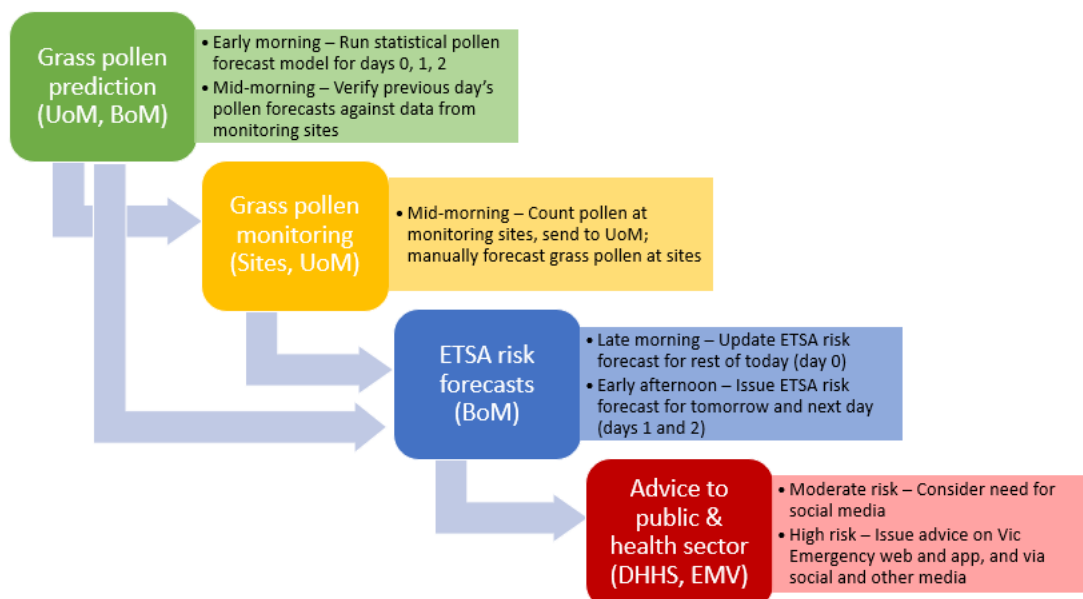 Grass pollen
prediction
(UoM, BoM)
• Early morning – Run statistical pollen
forecast model for days 0, 1, 2
• Mid-morning – Verify previous day's
pollen forecasts against data from
monitoring sites
Grass pollen
monitoring
(Sites, UoM)
• Mid-morning – Count pollen at
monitoring sites, send to UoM;
manually forecast grass pollen at sites
ETSA risk
forecasts
(BoM)
• Late morning – Update ETSA risk
forecast for rest of today (day 0)
• Early afternoon – Issue ETSA risk
forecast for tomorrow and next day
(days 1 and 2)
Advice to
public &
health sector
(DHHS, EMV)
• Moderate risk – Consider need for
social media
• High risk – Issue advice on Vic
Emergency web and app, and via
social and other media